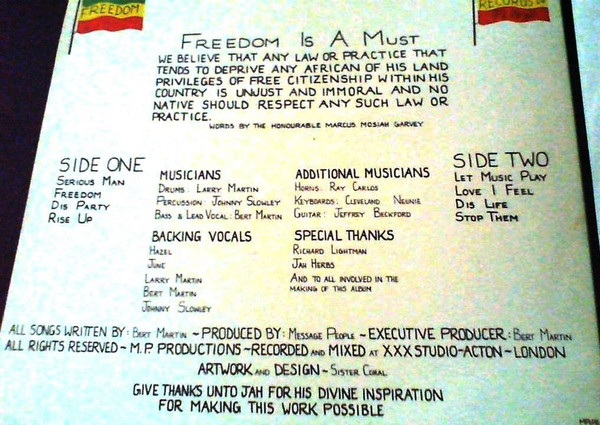 FREEDOM
RECORDS
FREEDOM IS A MUST
WE BELIEVE THAT ANY LAW OR PRACTICE THAT
TENDS TO DEPRIVE ANY AFRICAN OF HIS LAND
PRIVILEGES OF FREE CITIZENSHIP WITHIN HIS
COUNTRY IS UNJUST AND IMMORAL AND NO
NATIVE SHOULD RESPECT ANY SUCH LAW OR
PRACTICE.
WORDS BY THE HONOURABLE MARCUS MOSIAH GARVEY
SIDE ONE
SERIOUS MAN
FREEDOM
DIS PARTY
RISE UP
MUSICIANS
DRUMS: LARRY MARTIN
PERCUSSION: JOHNNY SLOWLEY
BASS & LEAD VOCAL: BERT MARTIN
ADDITIONAL MUSICIANS
HORNS: RAY CARLOS
KEYBOARDS: CLEVELAND NEUNIE
GUITAR: JEFFREY BECKFORD
SIDE TWO
LET MUSIC PLAY
LOVE I FEEL
DIS LIFE
STOP THEM
BACKING VOCALS
HAZEL
JUNE
LARRY MARTIN
BERT MARTIN
JOHNNY SLOWLEY
SPECIAL THANKS
RICHARD LIGHTMAN
JAH HERBS
AND TO ALL INVOLVED IN THE
MAKING OF THIS ALBUM
ALL SONGS WRITTEN BY: BERT MARTIN ~ PRODUCED BY: MESSAGE PEOPLE ~ EXECUTIVE PRODUCER: BERT MARTIN
ALL RIGHTS RESERVED ~ M.P. PRODUCTIONS ~ RECORDED AND MIXED AT XXX STUDIO - ACTON ~ LONDON
ARTWORK AND DESIGN ~ SISTER CORAL
GIVE THANKS UNTO JAH FOR HIS DIVINE INSPIRATION
FOR MAKING THIS WORK POSSIBLE